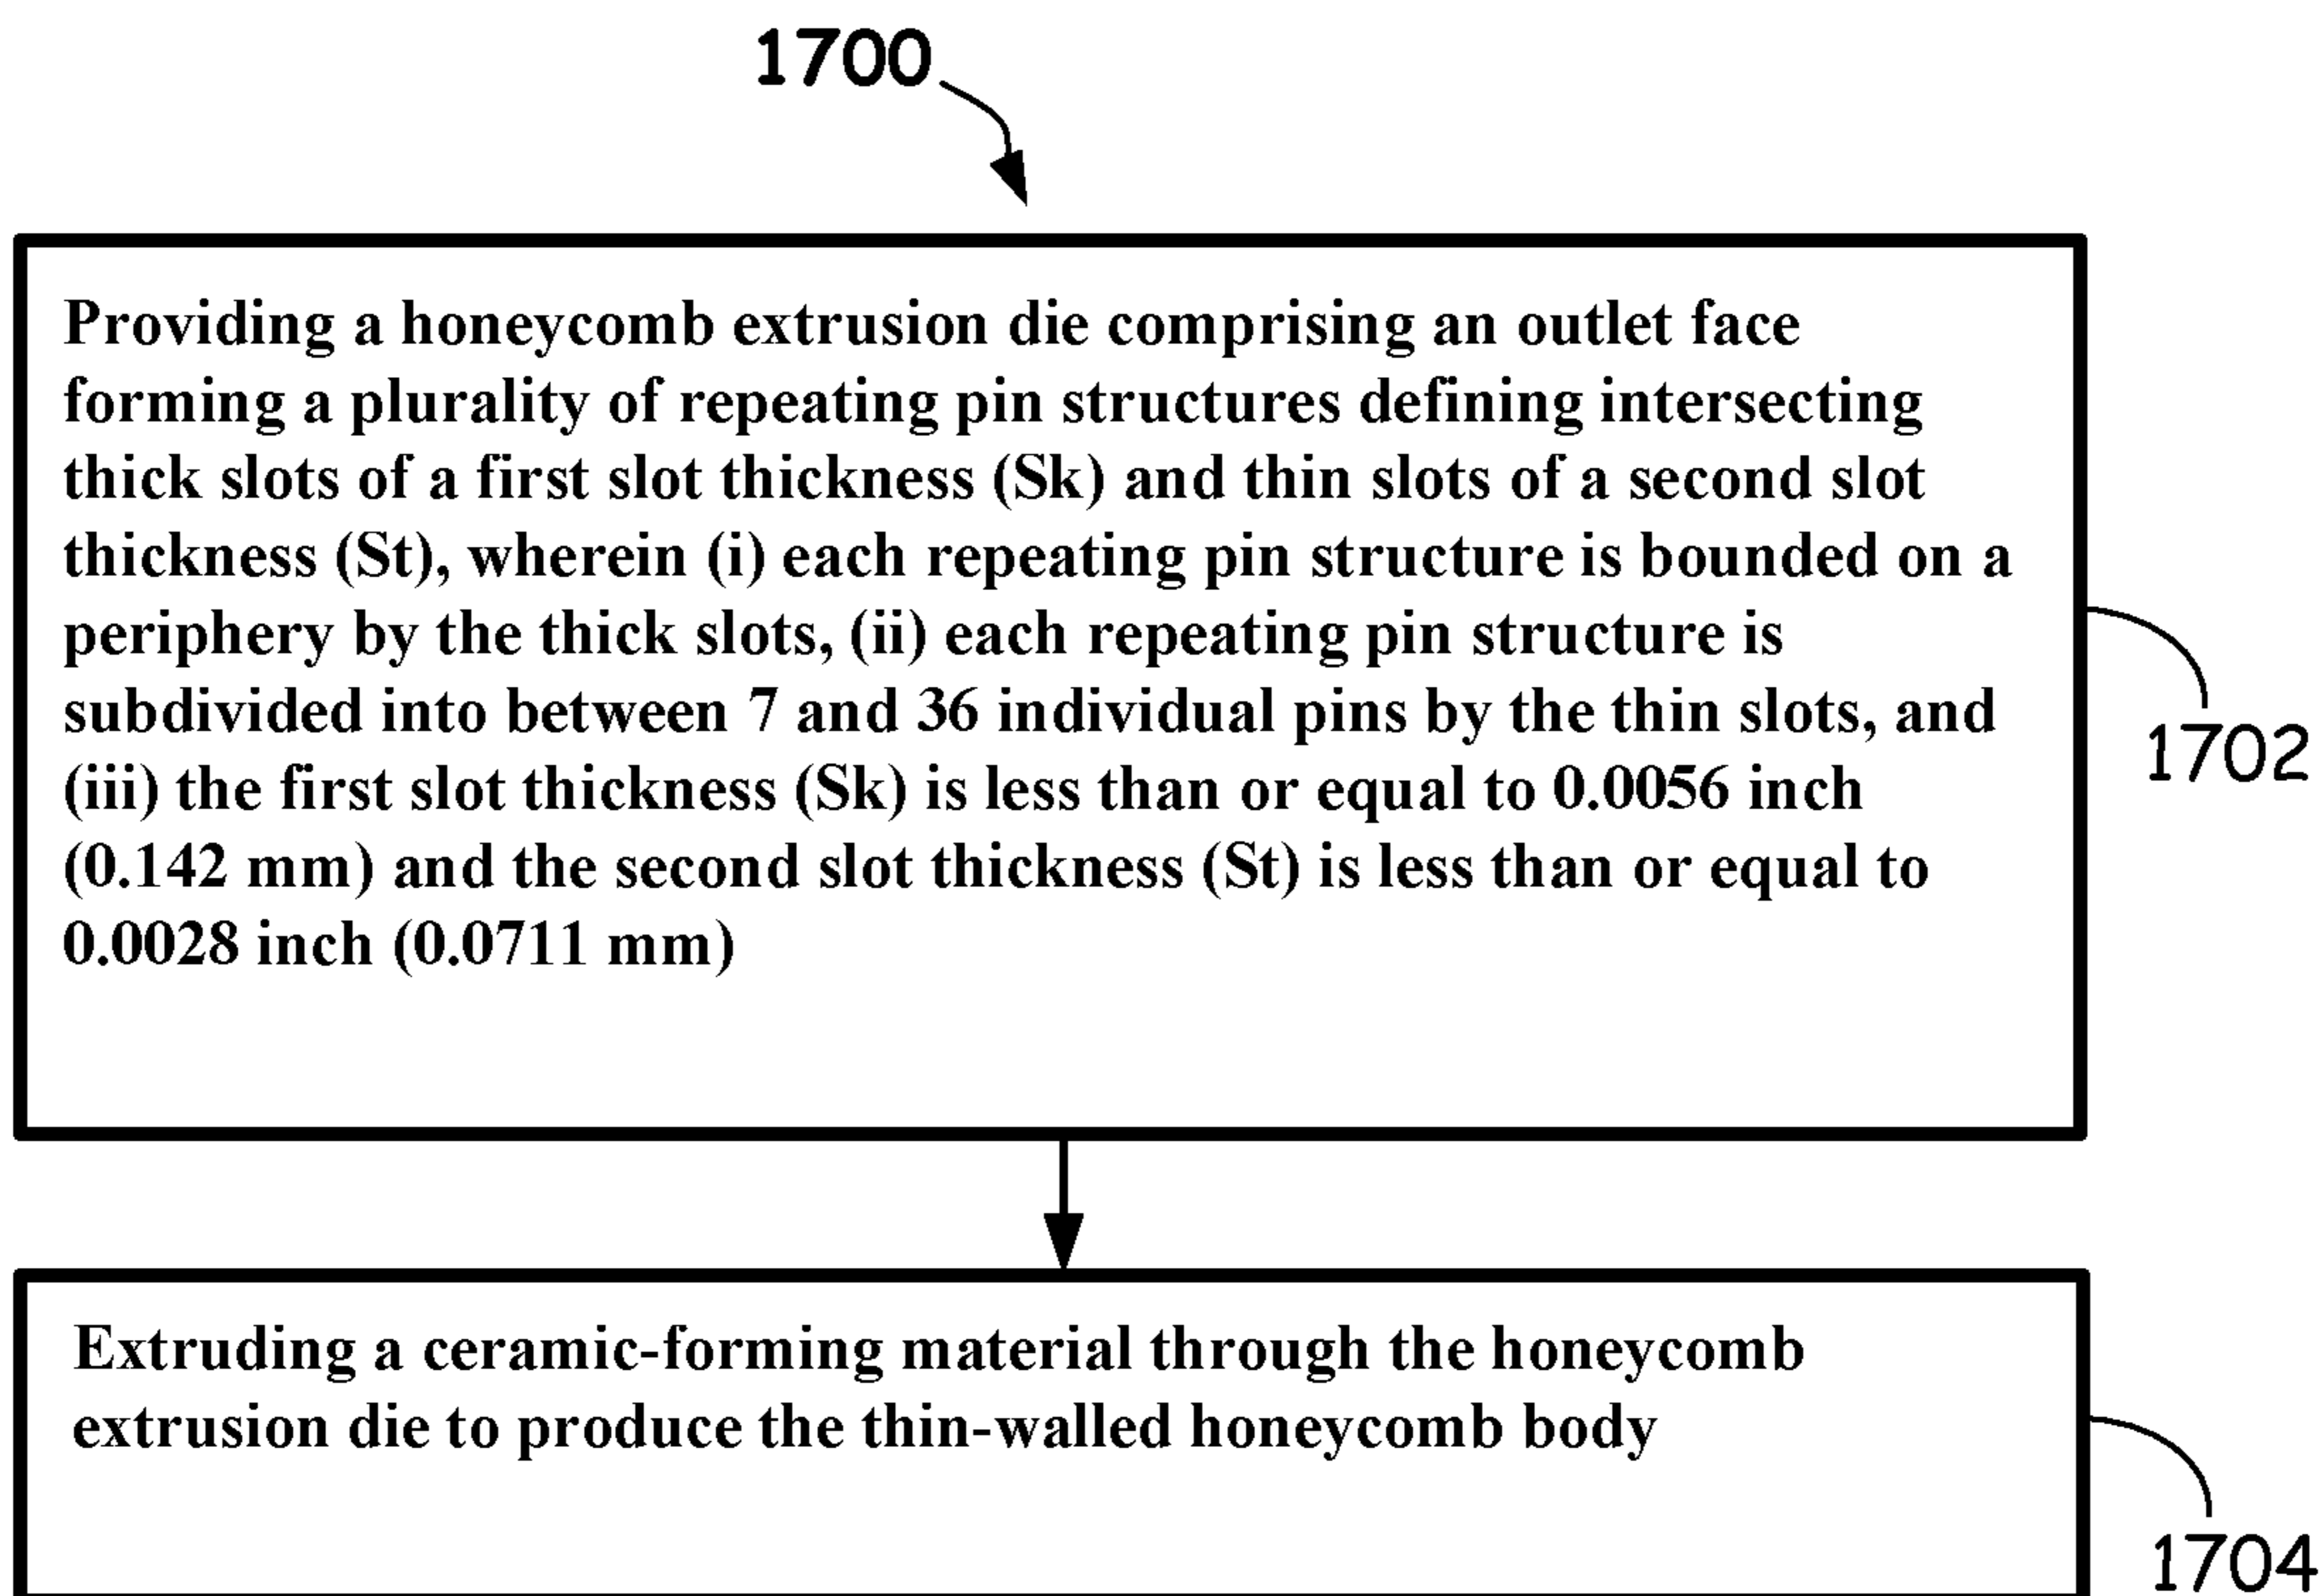 1700
Providing a honeycomb extrusion die comprising an outlet face
forming a plurality of repeating pin structures defining intersecting
thick slots of a first slot thickness (Sk) and thin slots of a second slot
thickness (St), wherein (i) each repeating pin structure is bounded on a
periphery by the thick slots, (ii) each repeating pin structure is
subdivided into between 7 and 36 individual pins by the thin slots, and
(iii) the first slot thickness (Sk) is less than or equal to 0.0056 inch
(0.142 mm) and the second slot thickness (St) is less than or equal to
0.0028 inch (0.0711 mm)
1702
Extruding a ceramic-forming material through the honeycomb
extrusion die to produce the thin-walled honeycomb body
1704